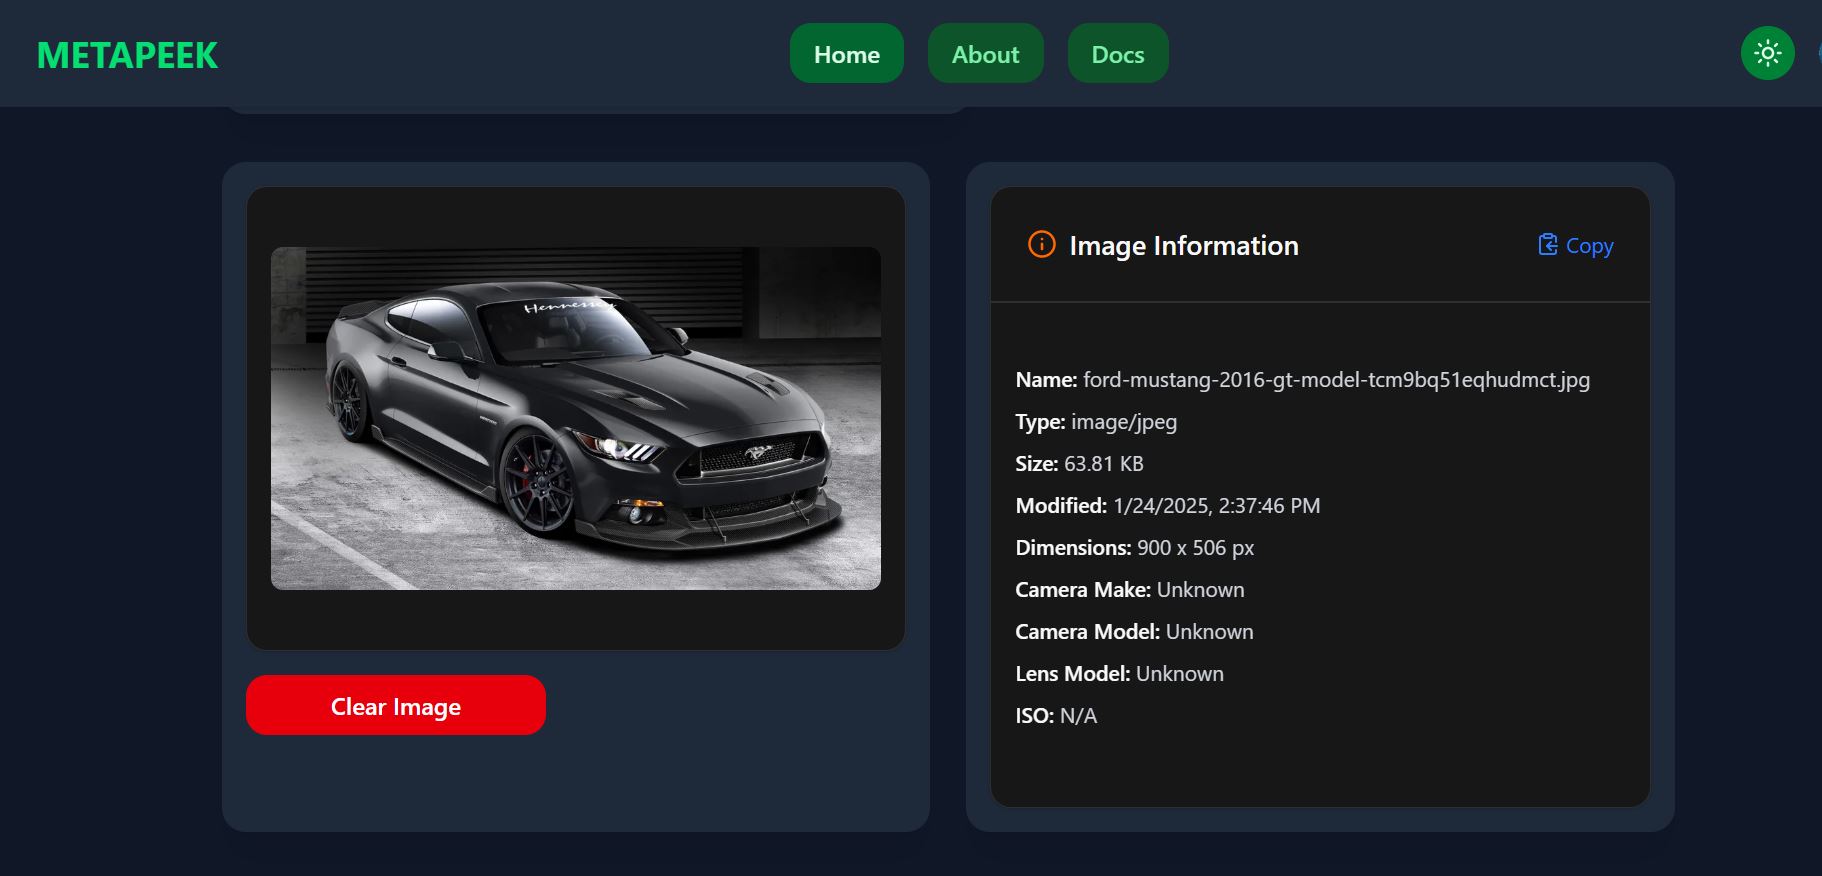 METAPEEK
Home
About
Docs
Hennessey
Clear Image
Image Information
Copy
Name: ford-mustang-2016-gt-model-tcm9bq51eqhudmct.jpg
Type: image/jpeg
Size: 63.81 KB
Modified: 1/24/2025, 2:37:46 PM
Dimensions: 900 x 506 px
Camera Make: Unknown
Camera Model: Unknown
Lens Model: Unknown
ISO: N/A